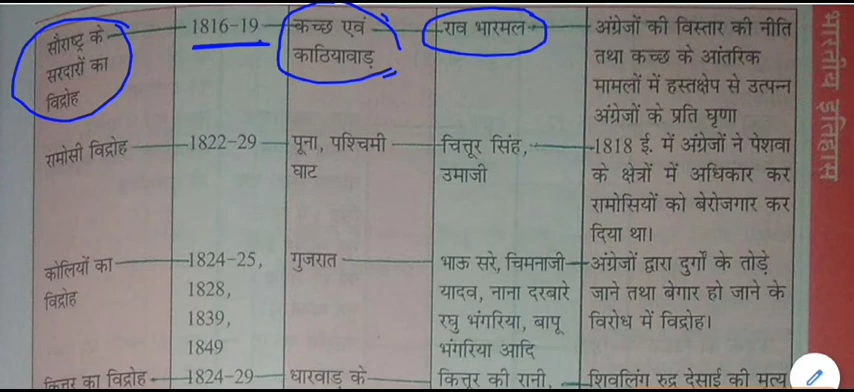 सौराष्ट्र के
सरदारों का
विद्रोह
1816-19
कच्छ एवं
काठियावाड़
राव भारमल
अंग्रेजों की विस्तार की नीति
तथा कच्छ के आंतरिक
मामलों में हस्तक्षेप से उत्पन्न
अंग्रेजों के प्रति घृणा
रामोसी विद्रोह
1822-29
पूना, पश्चिमी
घाट
चित्तूर सिंह,
उमाजी
1818 ई. में अंग्रेजों ने पेशवा
के क्षेत्रों में अधिकार कर
रामोसियों को बेरोजगार कर
दिया था।
कोलियों का
विद्रोह
1824-25,
1828,
1839,
1849
गुजरात
भाऊ सरे, चिमनाजी
यादव, नाना दरबारे
रघु भंगरिया, बापू
भंगरिया आदि
अंग्रेजों द्वारा दुर्गों के तोड़े
जाने तथा बेगार हो जाने के
विरोध में विद्रोह।
कित्तूर का विद्रोह
1824-29
धारवाड़ के
कित्तूर की रानी,
शिवलिंग रुद्र देसाई की मृत्यु
भारतीय इतिहास